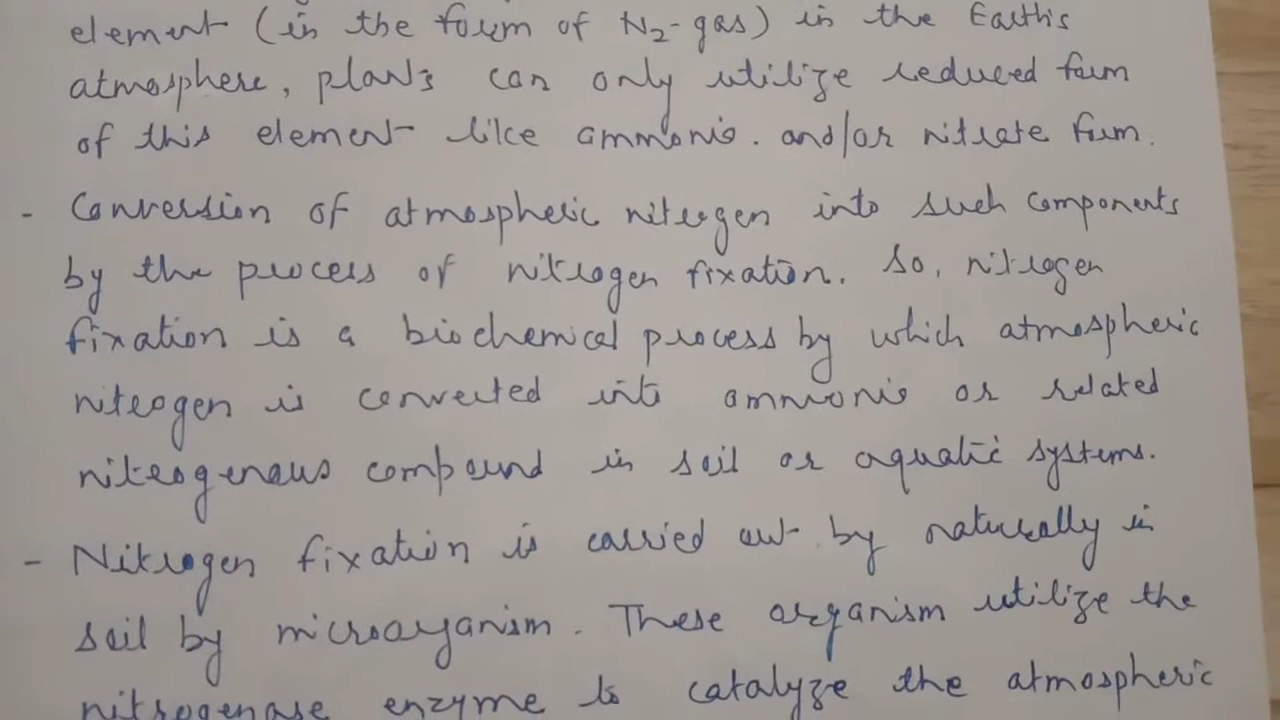 element (in the form of N2-gas) in the Earth's
atmosphere, plants can only utilize reduced form
of this element like ammonia. and/or nitrate form.
- Conversion of atmospheric nitrogen into such components
by the process of nitrogen fixation. So, nitrogen
fixation is a biochemical process by which atmospheric
nitrogen is converted into ammonia or related
nitrogenous compound in soil or aquatic systems.
- Nitrogen fixation is carried out by naturally in
soil by microorganism. These organism utilize the
nitrogenase enzyme to catalyze the atmospheric